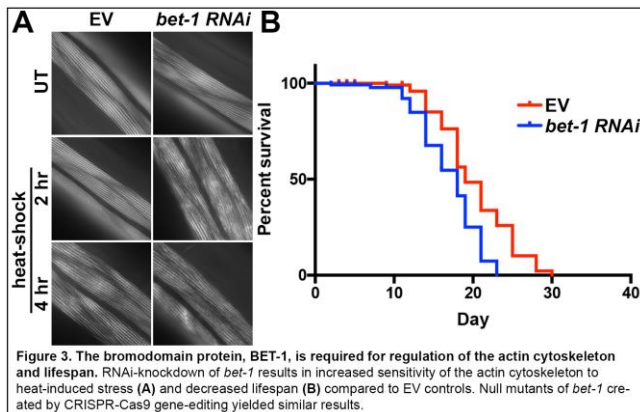 A
EV
bet-1 RNAi
UT
heat-shock
2 hr
4 hr
B
Percent survival
100
50
0
0
10
20
30
40
Day
EV
bet-1 RNAi
Figure 3. The bromodomain protein, BET-1, is required for regulation of the actin cytoskeleton
and lifespan. RNAi-knockdown of bet-1 results in increased sensitivity of the actin cytoskeleton to
heat-induced stress (A) and decreased lifespan (B) compared to EV controls. Null mutants of bet-1 cre-
ated by CRISPR-Cas9 gene-editing yielded similar results.